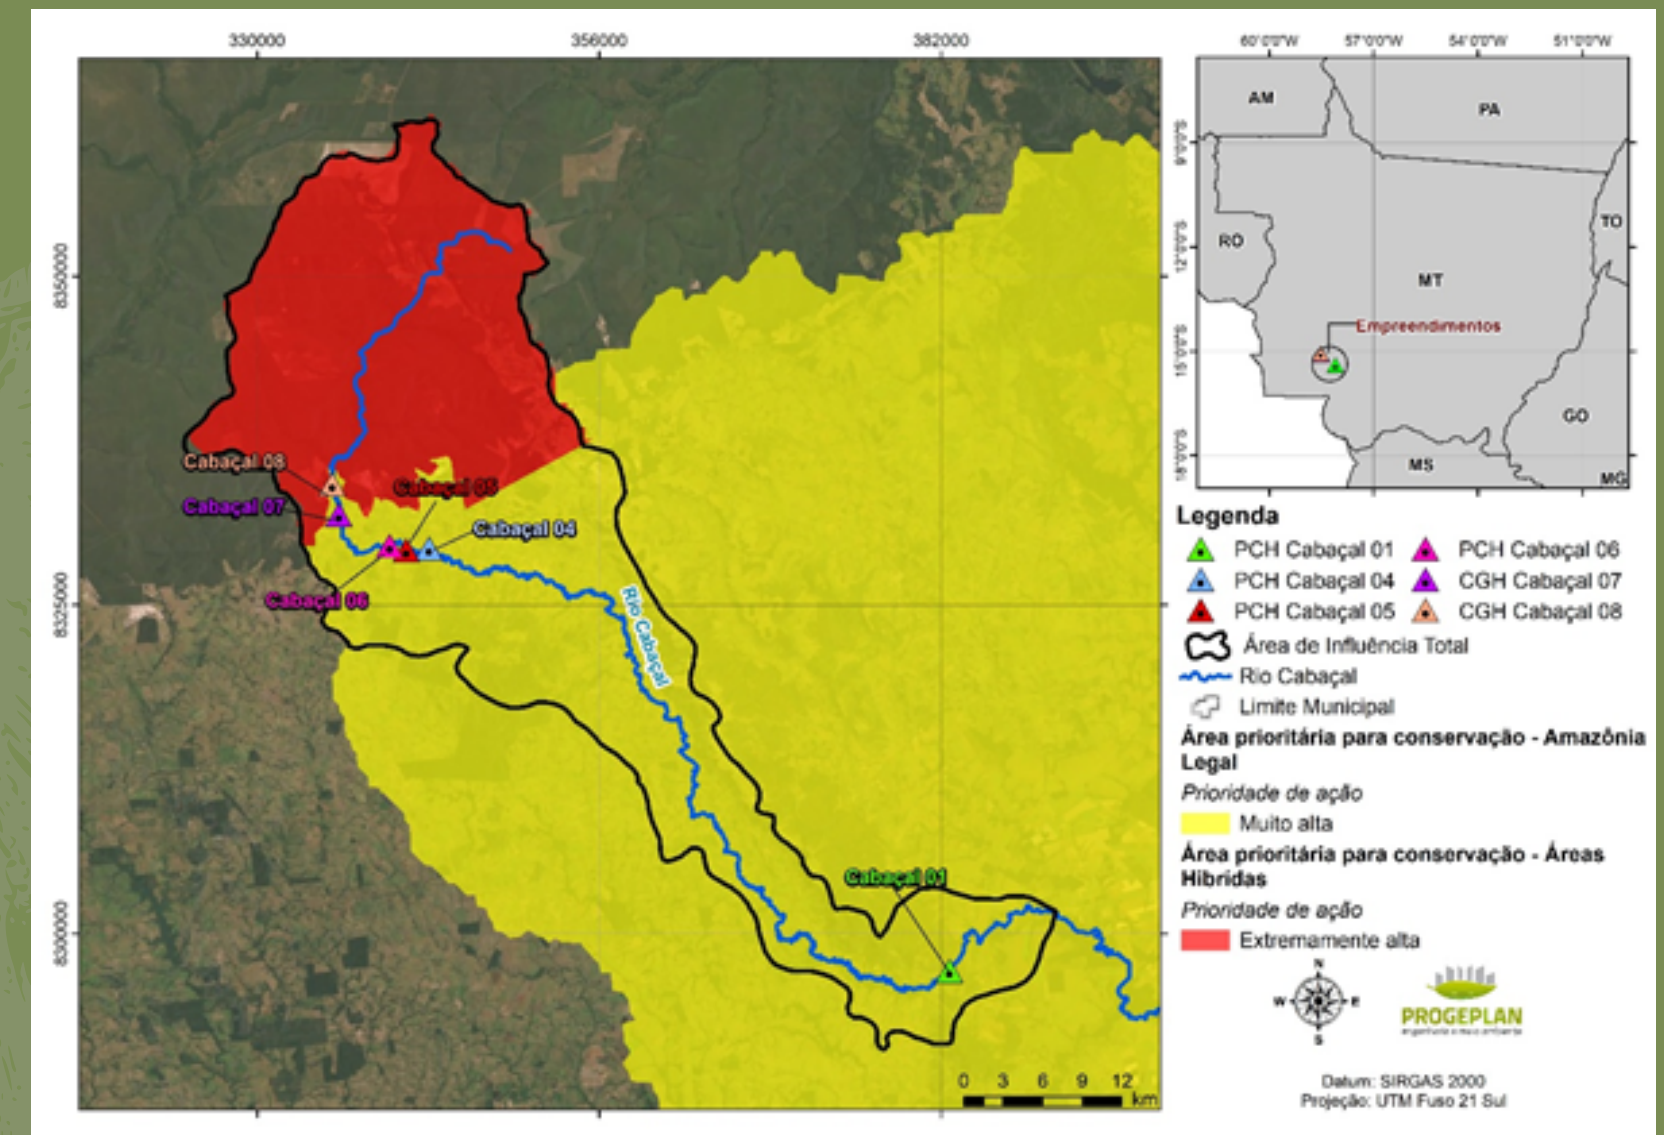 330000
356000
382000
8350000
8325000
8300000
Cabaçal 08
Cabaçal 07
Cabaçal 05
Cabaçal 04
Cabaçal 06
Rio Cabaçal
Cabaçal 01
0 3 6 9 12
km
60°0'0"W
57°0'0"W
54°0'0"W
51°0'0"W
9°0'0"S
12°0'0"S
15°0'0"S
18°0'0"S
AM
PA
TO
RO
MT
Empreendimentos
GO
MS
MG
Legenda
PCH Cabaçal 01
PCH Cabaçal 06
PCH Cabaçal 04
CGH Cabaçal 07
PCH Cabaçal 05
CGH Cabaçal 08
Área de Influência Total
Rio Cabaçal
Limite Municipal
Área prioritária para conservação - Amazônia
Legal
Prioridade de ação
Muito alta
Área prioritária para conservação - Áreas
Hibridas
Prioridade de ação
Extremamente alta
N
W
E
S
PROGEPLAN
engenharia e meio ambiente
Datum: SIRGAS 2000
Projeção: UTM Fuso 21 Sul